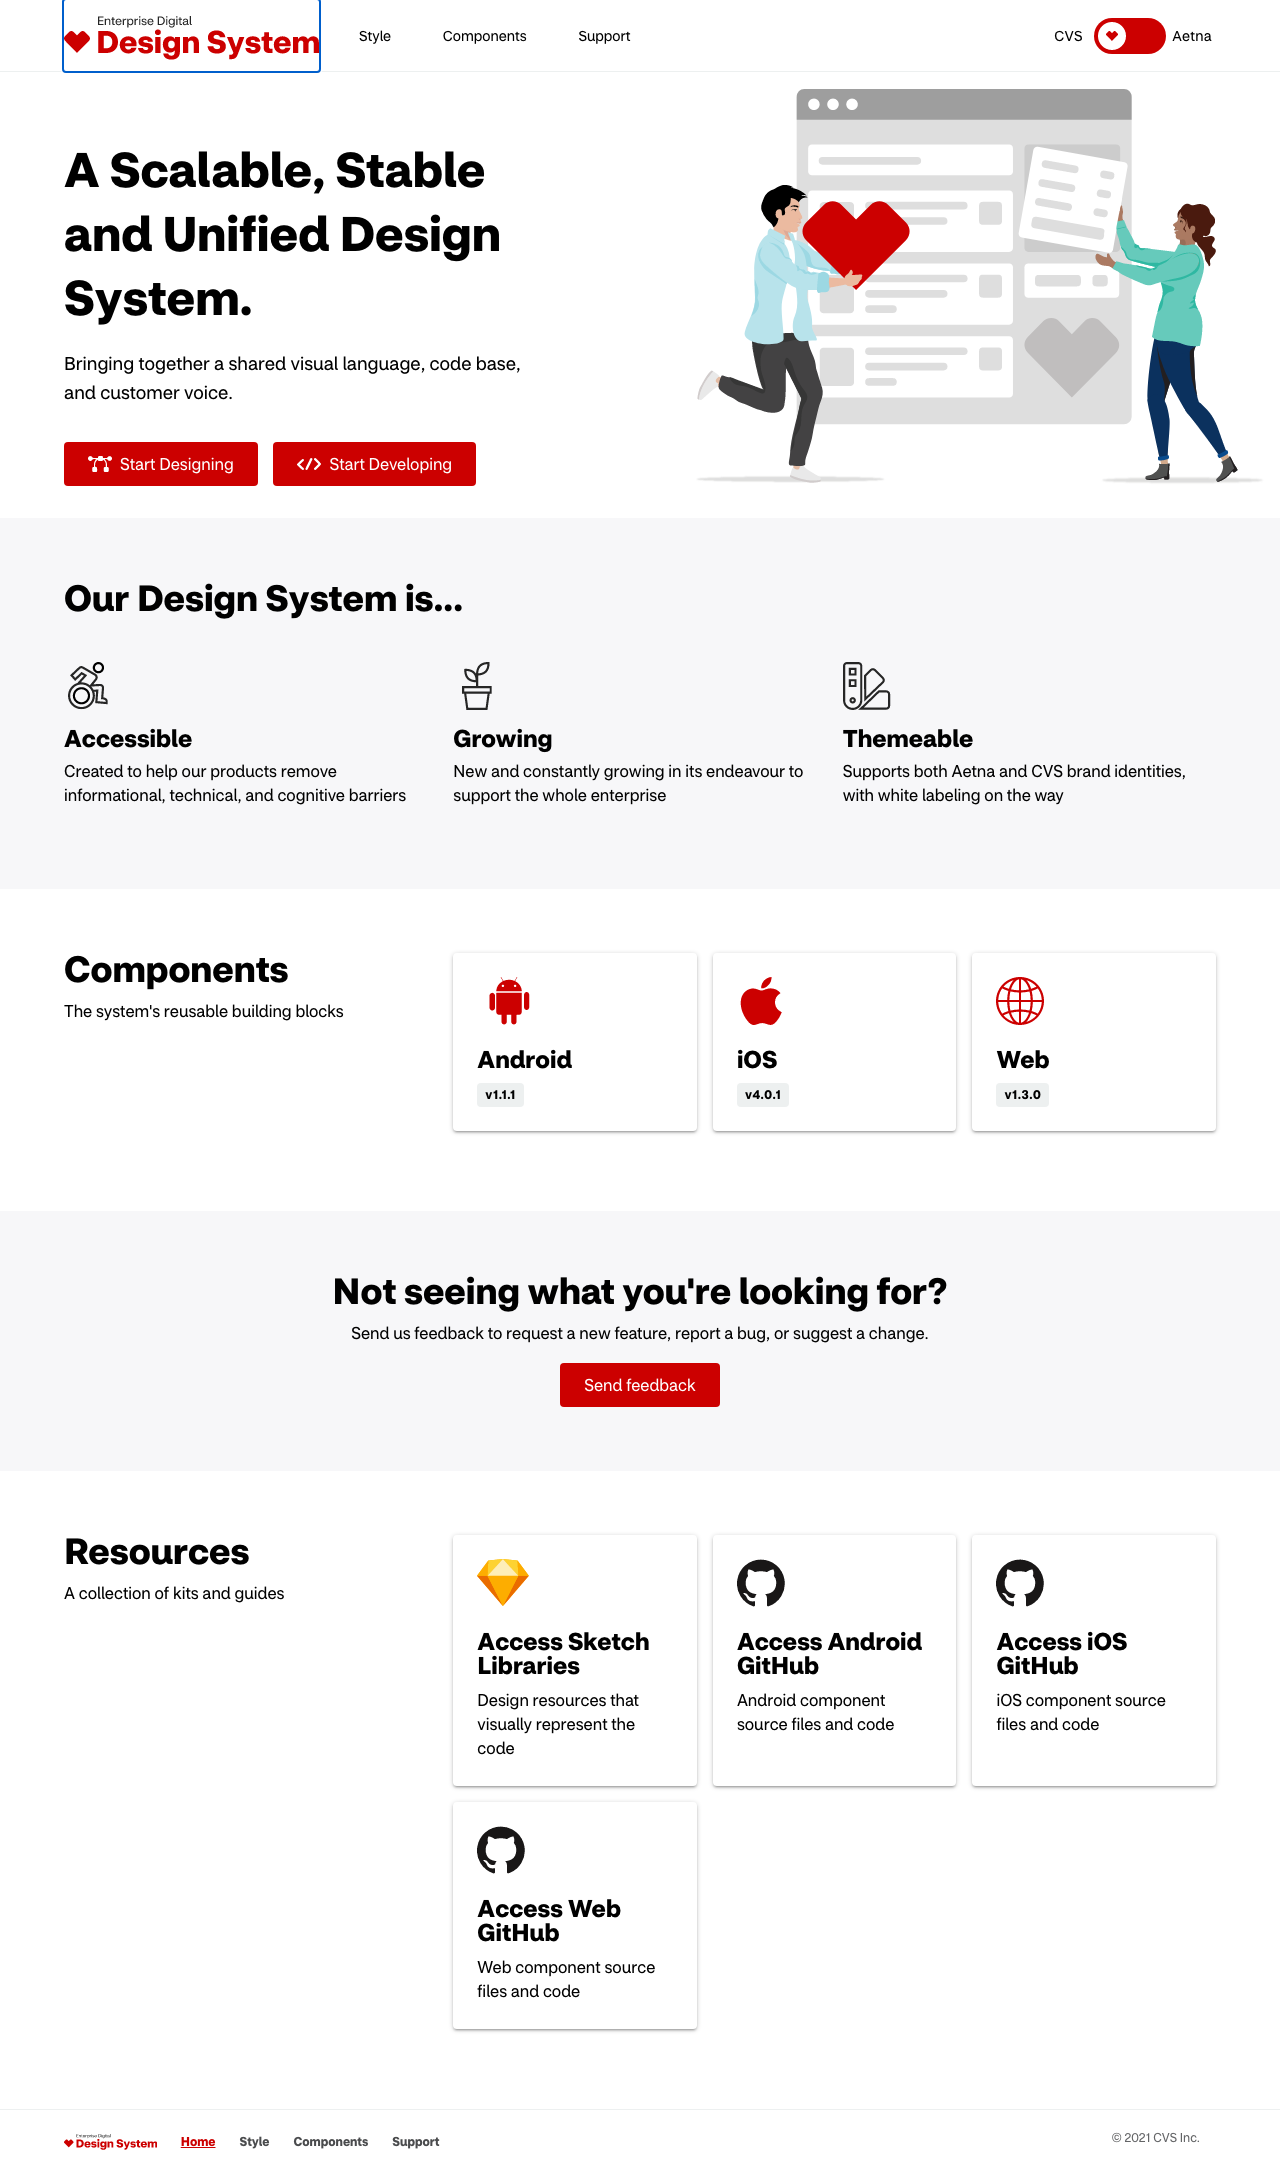 Enterprise Digital
Design System
Style
Components
Support
CVS
Aetna
A Scalable, Stable
and Unified Design
System.
Bringing together a shared visual language, code base,
and customer voice.
Start Designing
Start Developing
Our Design System is...
Accessible
Created to help our products remove
informational, technical, and cognitive barriers
Growing
New and constantly growing in its endeavour to
support the whole enterprise
Themeable
Supports both Aetna and CVS brand identities,
with white labeling on the way
Components
The system's reusable building blocks
Android
v1.1.1
iOS
v4.0.1
Web
v1.3.0
Not seeing what you're looking for?
Send us feedback to request a new feature, report a bug, or suggest a change.
Send feedback
Resources
A collection of kits and guides
Access Sketch
Libraries
Design resources that
visually represent the
code
Access Android
GitHub
Android component
source files and code
Access iOS
GitHub
iOS component source
files and code
Access Web
GitHub
Web component source
files and code
Enterprise Digital
Design System
Home
Style
Components
Support
© 2021 CVS Inc.